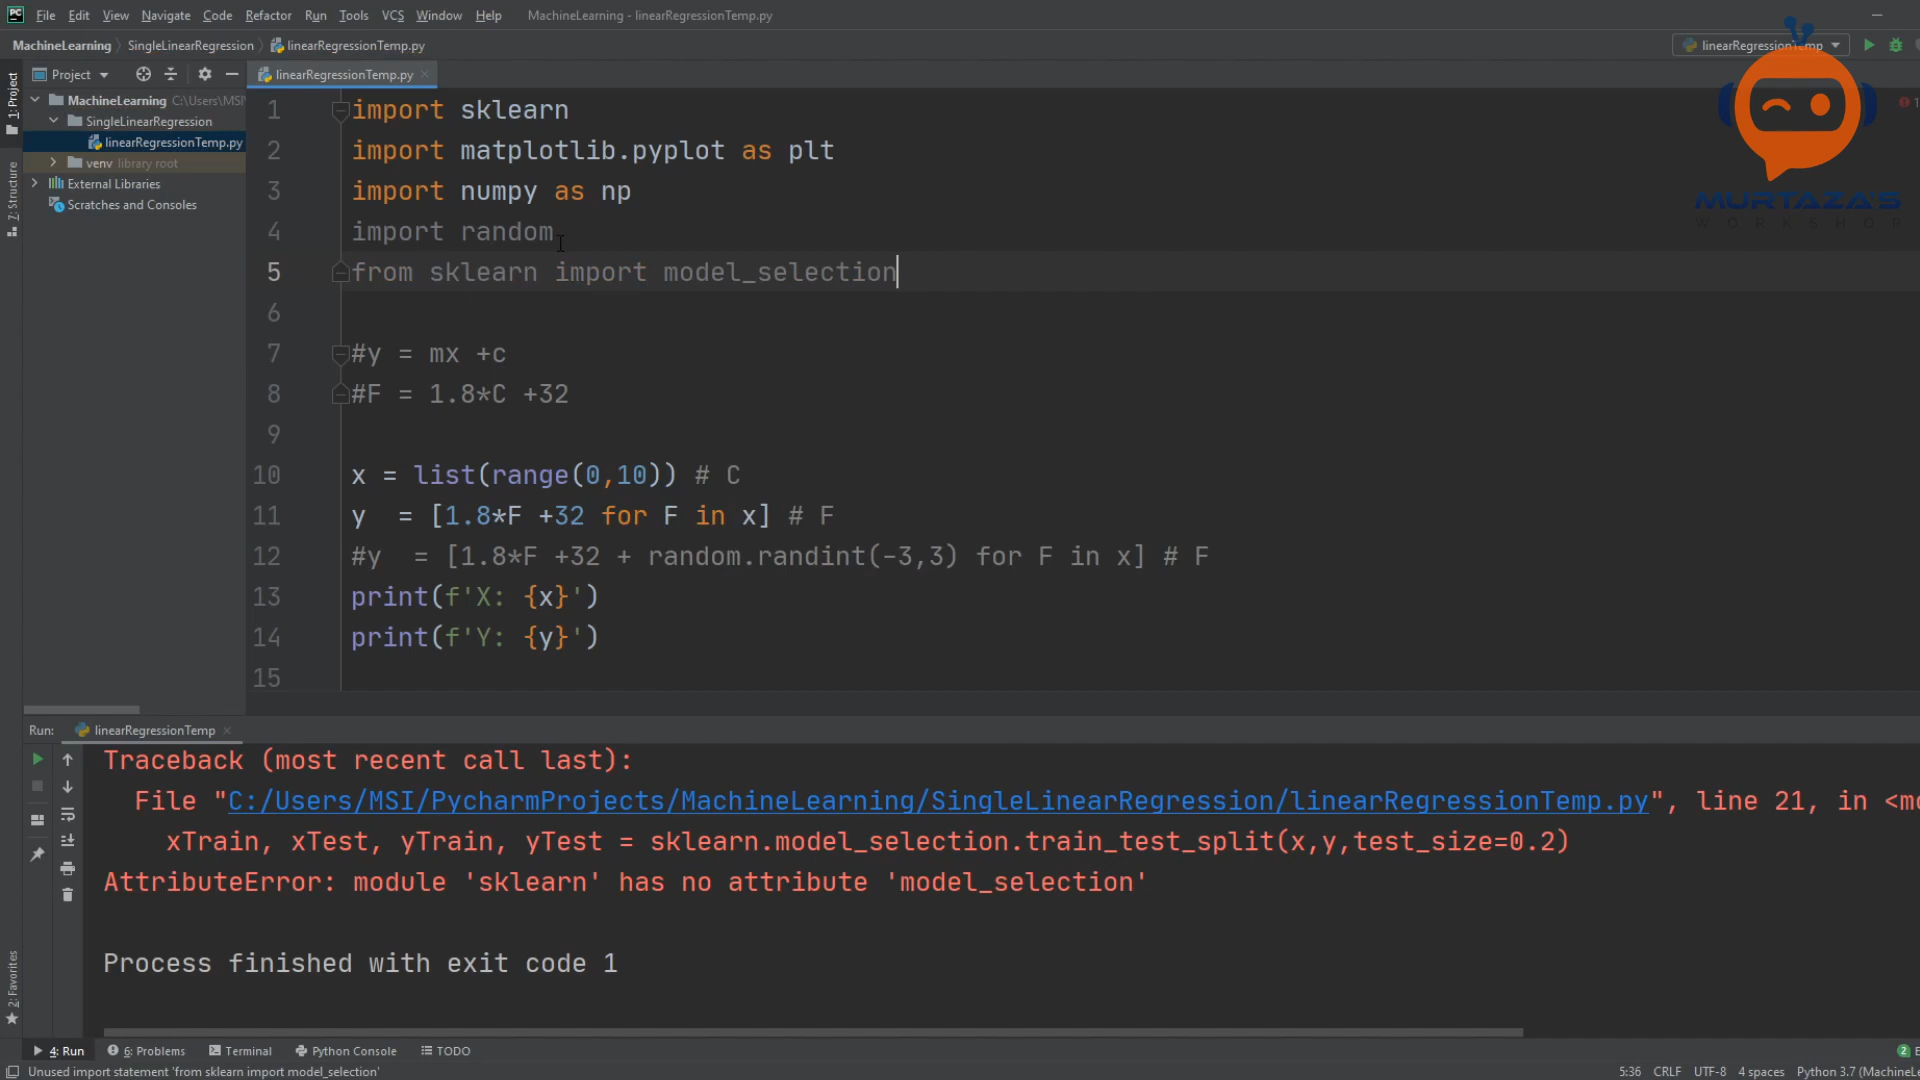 File Edit View Navigate Code Refactor Run Tools VCS Window Help MachineLearning - linearRegressionTemp.py
MachineLearning SingleLinearRegression linearRegressionTemp.py linearRegressionTemp
1: Project
Project
linearRegressionTemp.py
MachineLearning C:\Users\MSI
SingleLinearRegression
linearRegressionTemp.py
venv library root
External Libraries
Scratches and Consoles
7: Structure
1 import sklearn
2 import matplotlib.pyplot as plt
3 import numpy as np
4 import random
5 from sklearn import model_selection
6
7 #y = mx +c
8 #F = 1.8*C +32
9
10 x = list(range(0,10)) # C
11 y  = [1.8*F +32 for F in x] # F
12 #y  = [1.8*F +32 + random.randint(-3,3) for F in x] # F
13 print(f'X: {x}')
14 print(f'Y: {y}')
15
MURTAZA'S
WORKSHOP
Run: linearRegressionTemp
Traceback (most recent call last):
File "C:/Users/MSI/PycharmProjects/MachineLearning/SingleLinearRegression/linearRegressionTemp.py", line 21, in <mo
xTrain, xTest, yTrain, yTest = sklearn.model_selection.train_test_split(x,y,test_size=0.2)
AttributeError: module 'sklearn' has no attribute 'model_selection'
Process finished with exit code 1
2: Favorites
4: Run 6: Problems Terminal Python Console TODO 2 E
Unused import statement 'from sklearn import model_selection' 5:36 CRLF UTF-8 4 spaces Python 3.7 (MachineLe